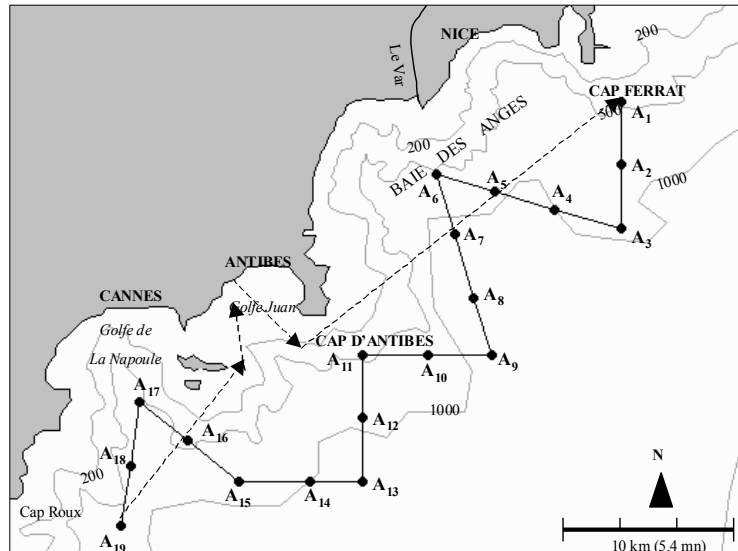 NICE
200
Le Var
CAP FERRAT
500
A1
200
BAIE DES ANGES
A2
1000
A6
A5
A4
A3
A7
ANTIBES
A8
CANNES
Golfe Juan
Golfe de
La Napoule
CAP D'ANTIBES
A11
A10
A9
A17
1000
A12
A16
A18
200
N
A15
A14
A13
Cap Roux
A19
10 km (5.4 mn)